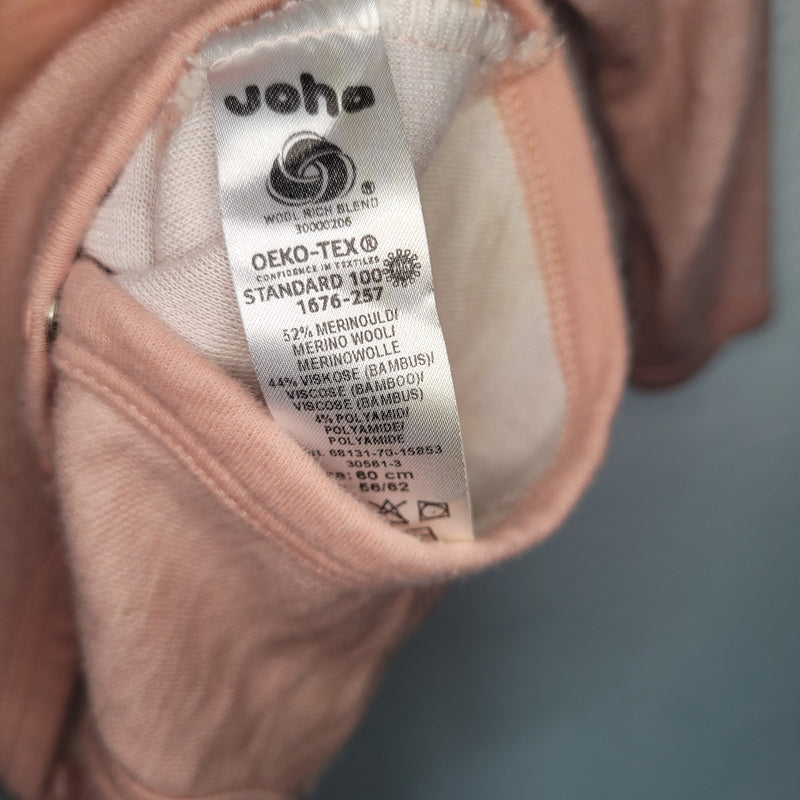 Joha
®
WOOL RICH BLEND
30000206
OEKO-TEX®
CONFIDENCE IN TEXTILES
STANDARD 100
1676-257
52% MERINOULD/
MERINO WOOL/
MERINOWOLLE
44% VISKOSE (BAMBUS)/
VISCOSE (BAMBOO)/
VISCOSE (BAMBUS)
4% POLYAMID/
POLYAMIDE/
POLYAMIDE
68131-70-15853
30581-3
: 60 cm
56/62